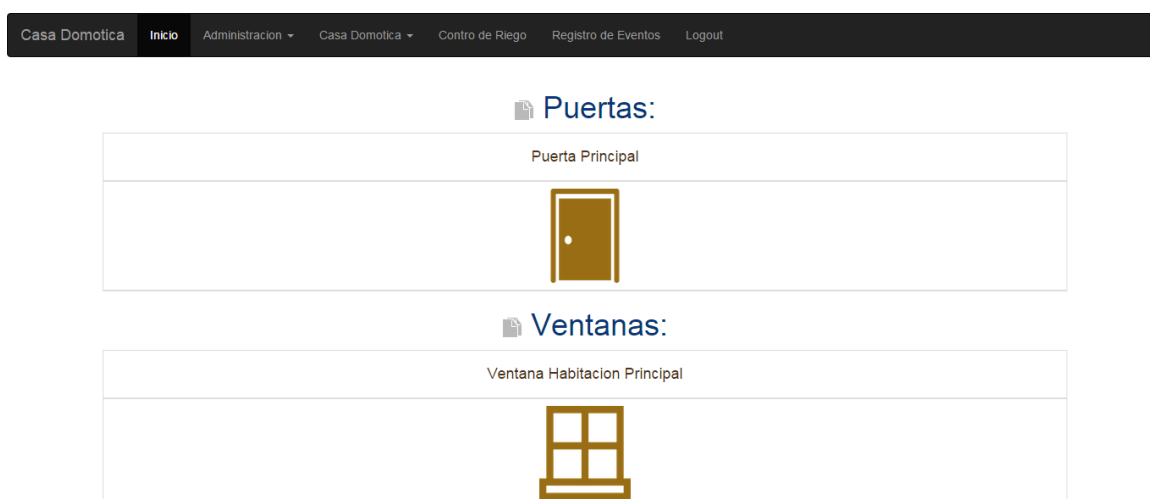 Casa Domotica Inicio Administracion Casa Domotica Contro de Riego Registro de Eventos Logout
Puertas:
Puerta Principal
Ventanas:
Ventana Habitacion Principal